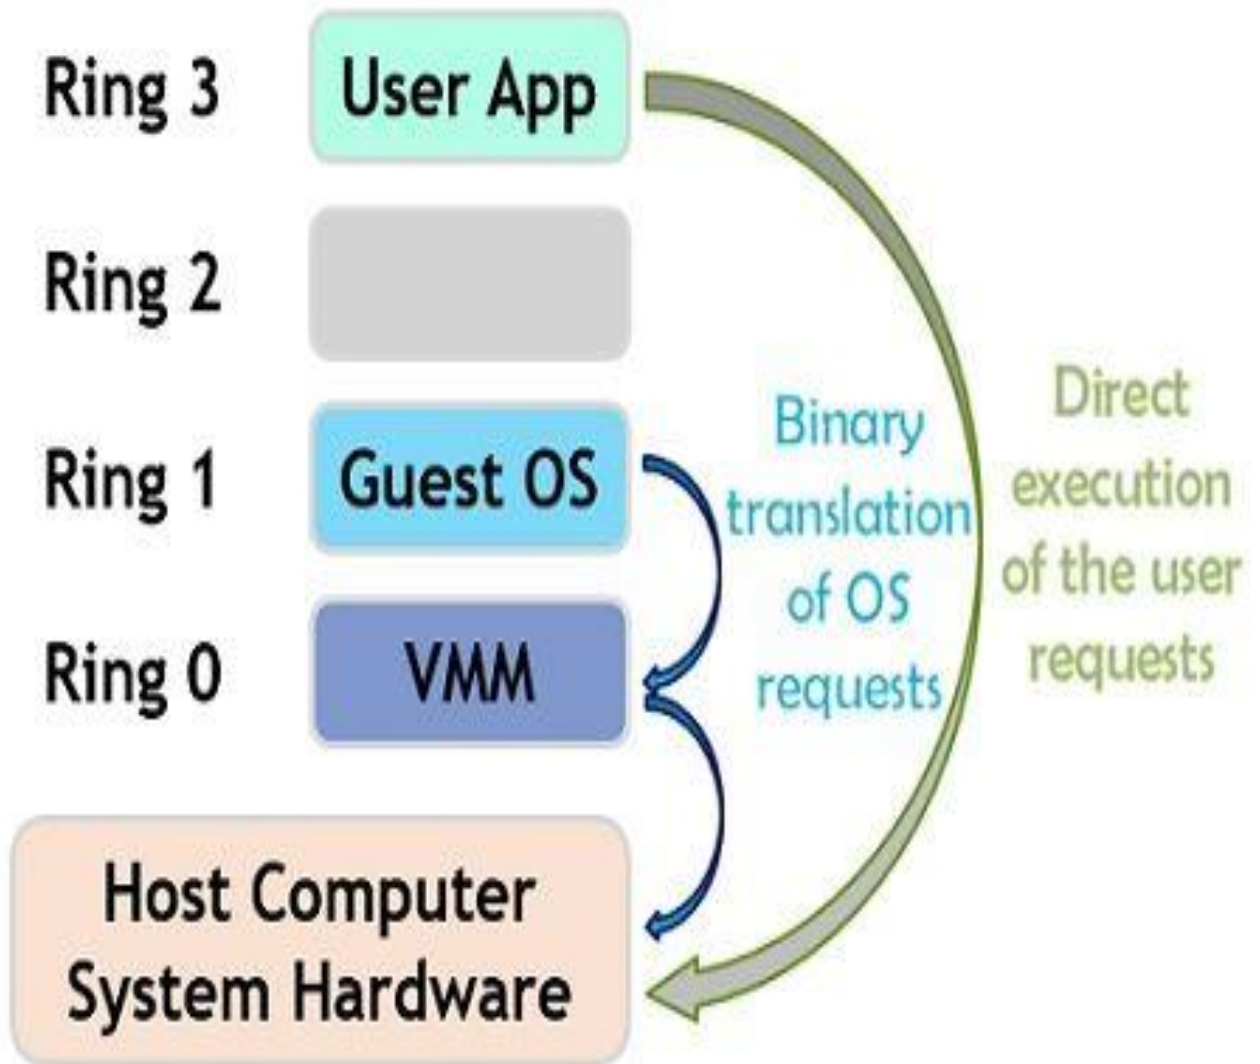 Ring 3
User App
Ring 2
Ring 1
Guest OS
Ring 0
VMM
Host Computer
System Hardware
Binary
translation
of OS
requests
Direct
execution
of the user
requests